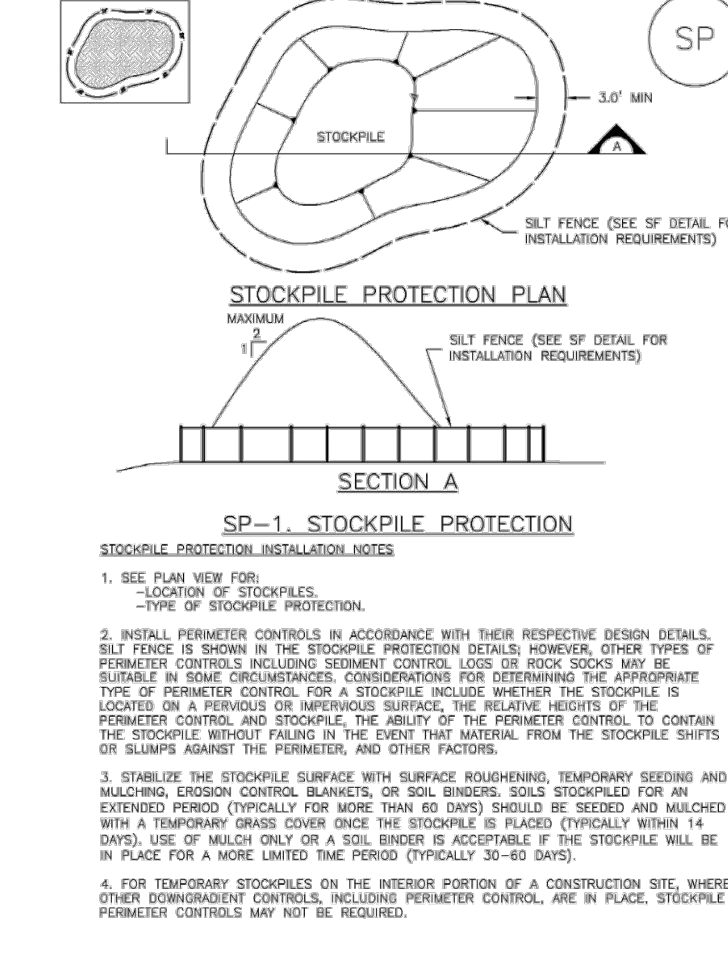 SP
3.0' MIN
STOCKPILE
A
SILT FENCE (SEE SF DETAIL
INSTALLATION REQUIREMENTS)
STOCKPILE PROTECTION PLAN
MAXIMUM
2
1
SILT FENCE (SEE SF DETAIL FOR
INSTALLATION REQUIREMENTS)
SECTION A
SP-1. STOCKPILE PROTECTION
STOCKPILE PROTECTION INSTALLATION NOTES
1. SEE PLAN VIEW FOR:
-LOCATION OF STOCKPILES.
-TYPE OF STOCKPILE PROTECTION.
2. INSTALL PERIMETER CONTROLS IN ACCORDANCE WITH THEIR RESPECTIVE DESIGN DETAILS.
SILT FENCE IS SHOWN IN THE STOCKPILE PROTECTION DETAILS; HOWEVER, OTHER TYPES OF
PERIMETER CONTROLS INCLUDING SEDIMENT CONTROL LOGS OR ROCK SOCKS MAY BE
SUITABLE IN SOME CIRCUMSTANCES. CONSIDERATIONS FOR DETERMINING THE APPROPRIATE
TYPE OF PERIMETER CONTROL FOR A STOCKPILE INCLUDE WHETHER THE STOCKPILE IS
LOCATED ON A PERVIOUS OR IMPERVIOUS SURFACE, THE RELATIVE HEIGHTS OF THE
PERIMETER CONTROL AND STOCKPILE, THE ABILITY OF THE PERIMETER CONTROL TO CONTAIN
THE STOCKPILE WITHOUT FAILING IN THE EVENT THAT MATERIAL FROM THE STOCKPILE SHIFTS
OR SLUMPS AGAINST THE PERIMETER, AND OTHER FACTORS.
3. STABILIZE THE STOCKPILE SURFACE WITH SURFACE ROUGHENING, TEMPORARY SEEDING AND
MULCHING, EROSION CONTROL BLANKETS, OR SOIL BINDERS. SOILS STOCKPILED FOR AN
EXTENDED PERIOD (TYPICALLY FOR MORE THAN 60 DAYS) SHOULD BE SEEDED AND MULCHED
WITH A TEMPORARY GRASS COVER ONCE THE STOCKPILE IS PLACED (TYPICALLY WITHIN 14
DAYS). USE OF MULCH ONLY OR A SOIL BINDER IS ACCEPTABLE IF THE STOCKPILE WILL BE
IN PLACE FOR A MORE LIMITED TIME PERIOD (TYPICALLY 30-60 DAYS).
4. FOR TEMPORARY STOCKPILES ON THE INTERIOR PORTION OF A CONSTRUCTION SITE, WHERE
OTHER DOWNGRADIENT CONTROLS, INCLUDING PERIMETER CONTROL, ARE IN PLACE, STOCKPILE
PERIMETER CONTROLS MAY NOT BE REQUIRED.